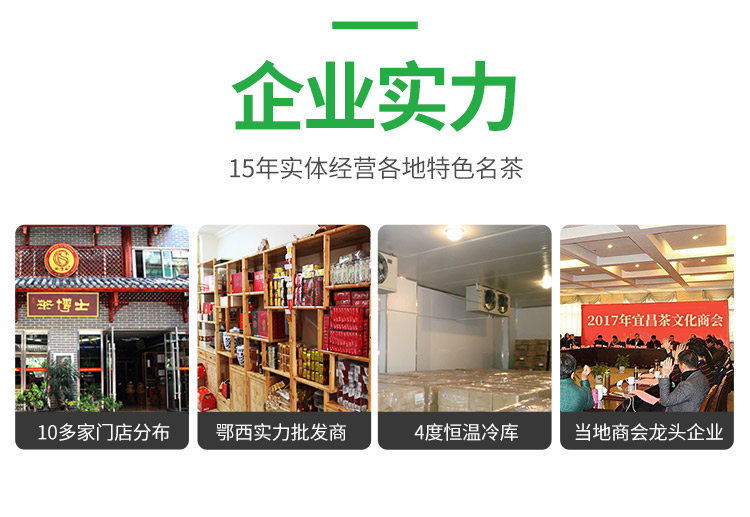 企业实力
15年实体经营各地特色名茶
茶博士
2017年宜昌茶文化商会
10多家门店分布
鄂西实力批发商
4度恒温冷库
当地商会龙头企业